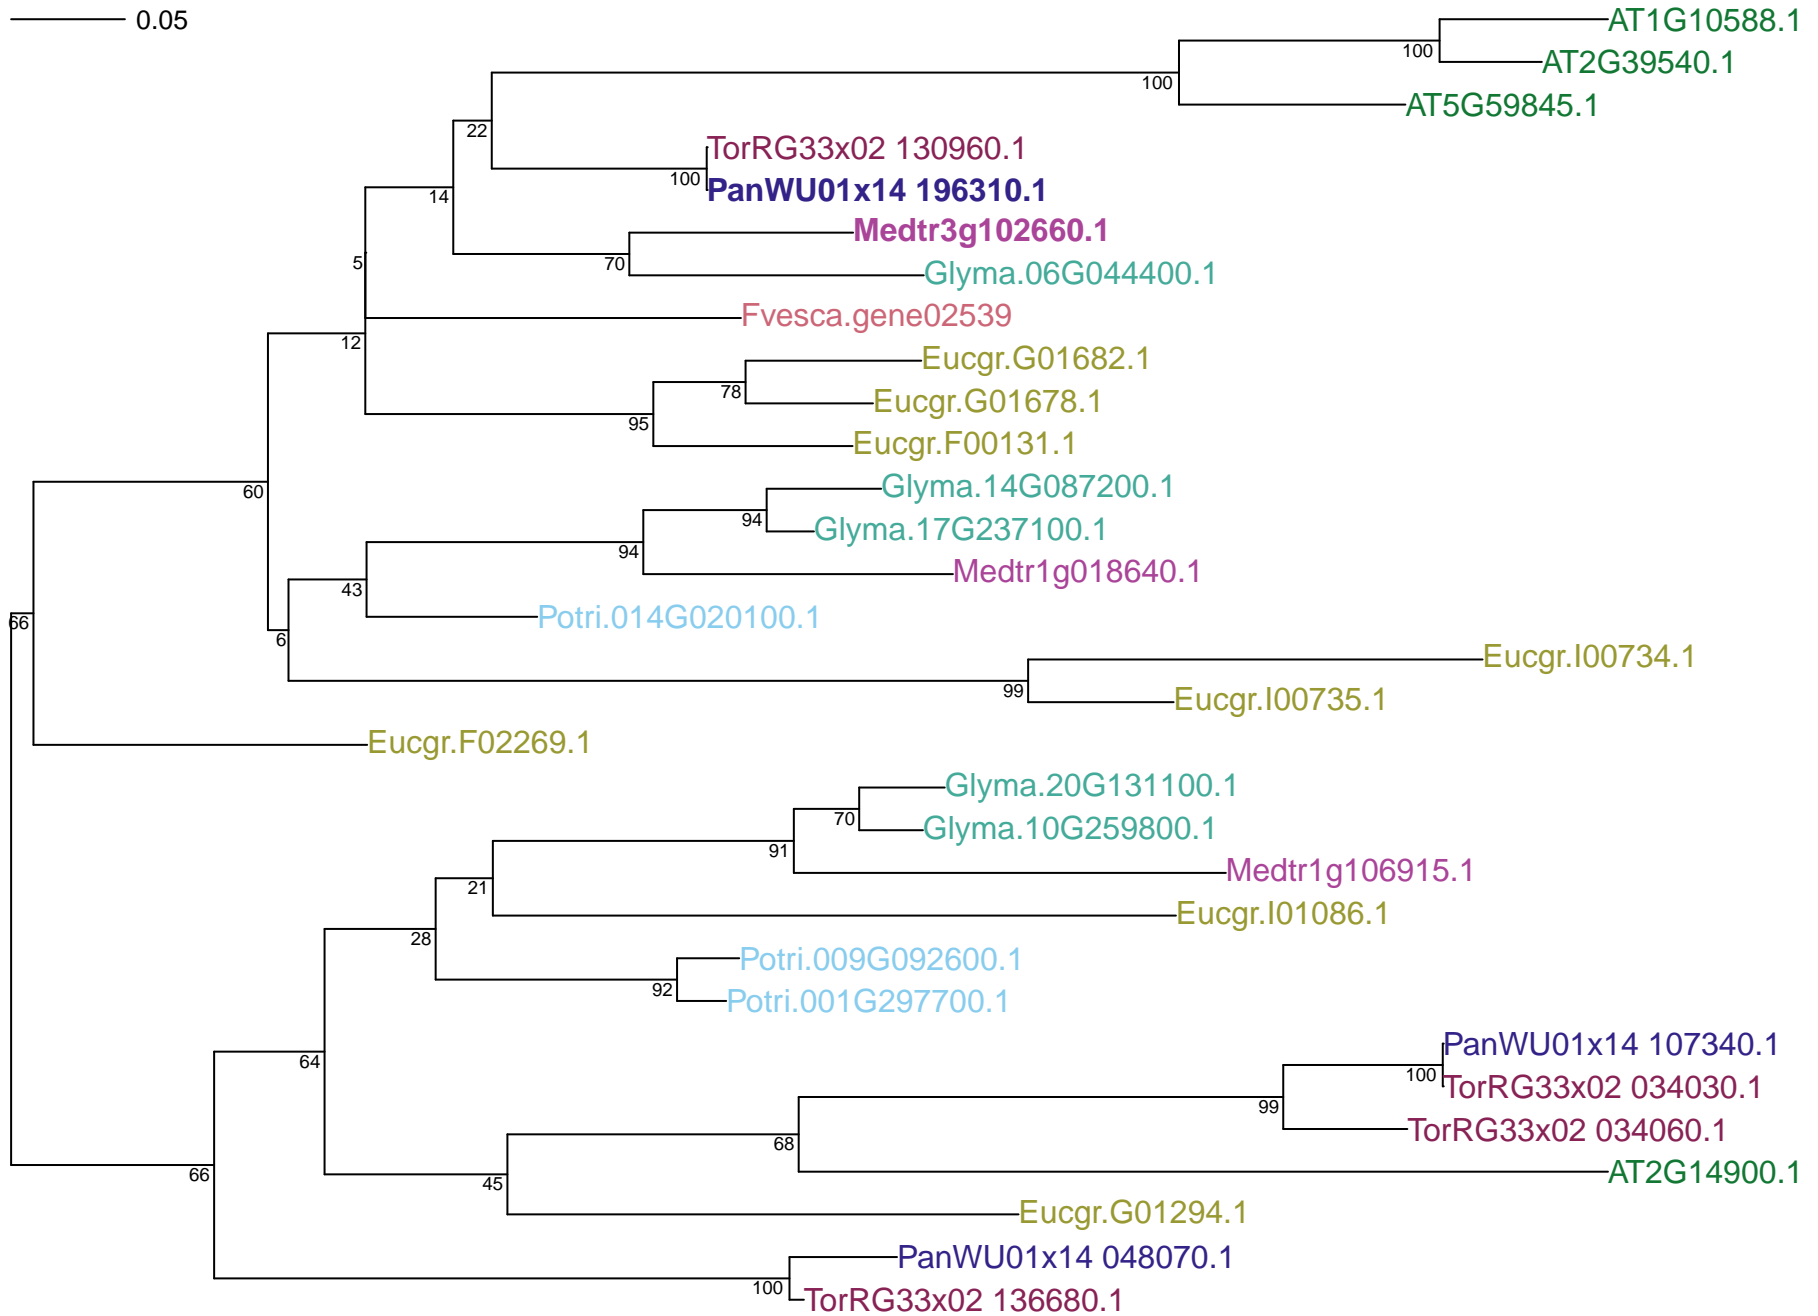 0.05
AT1G10588.1
100
AT2G39540.1
100
AT5G59845.1
22
TorRG33x02 130960.1
100
PanWU01x14 196310.1
14
Medtr3g102660.1
70
Glyma.06G044400.1
5
Fvesca.gene02539
12
Eucgr.G01682.1
78
Eucgr.G01678.1
95
Eucgr.F00131.1
60
Glyma.14G087200.1
94
Glyma.17G237100.1
94
Medtr1g018640.1
43
Potri.014G020100.1
66
6
Eucgr.I00734.1
99
Eucgr.I00735.1
Eucgr.F02269.1
Glyma.20G131100.1
70
Glyma.10G259800.1
91
Medtr1g106915.1
21
Eucgr.I01086.1
28
Potri.009G092600.1
92
Potri.001G297700.1
64
PanWU01x14 107340.1
100
TorRG33x02 034030.1
99
TorRG33x02 034060.1
68
AT2G14900.1
66
45
Eucgr.G01294.1
PanWU01x14 048070.1
100
TorRG33x02 136680.1